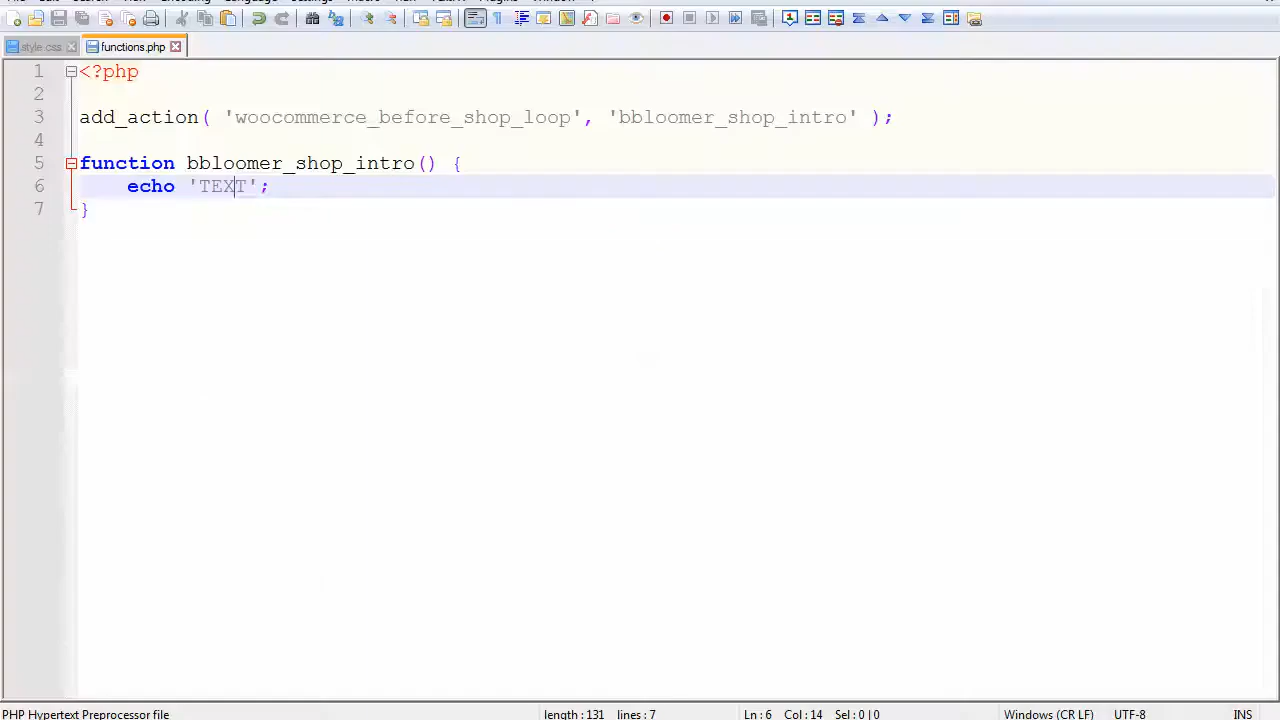 style.css
functions.php
1 <?php
2
3 add_action( 'woocommerce_before_shop_loop', 'bbloomer_shop_intro' );
4
5 function bbloomer_shop_intro() {
6 echo 'TEXT';
7 }
PHP Hypertext Preprocessor file length : 131 lines : 7 Ln : 6 Col : 14 Sel : 0 | 0 Windows (CR LF) UTF-8 INS